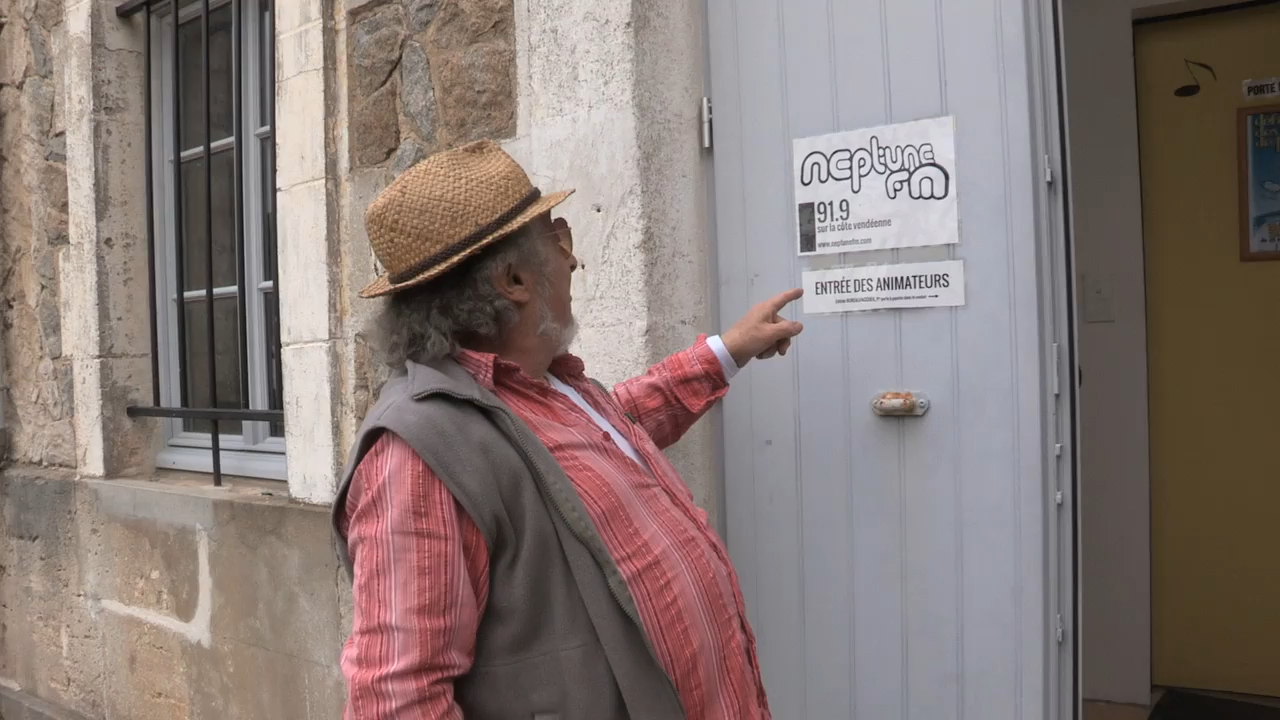 neptune
FM
91.9
sur la côte vendéenne
www.neptunefm.com
ENTRÉE DES ANIMATEURS
PORTE